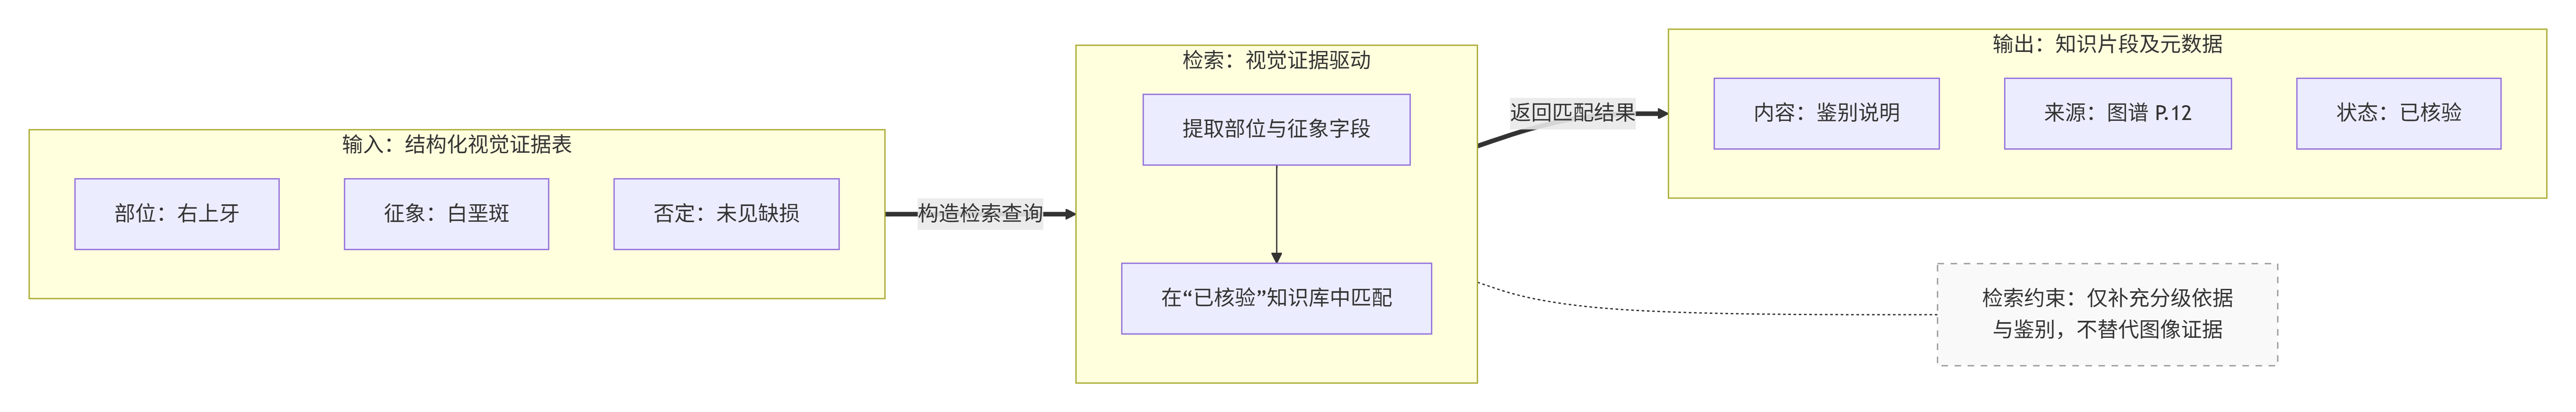 输入：结构化视觉证据表
部位：右上牙
征象：白垩斑
否定：未见缺损
构造检索查询
检索：视觉证据驱动
提取部位与征象字段
在“已核验”知识库中匹配
返回匹配结果
输出：知识片段及元数据
内容：鉴别说明
来源：图谱 P.12
状态：已核验
检索约束：仅补充分级依据
与鉴别，不替代图像证据